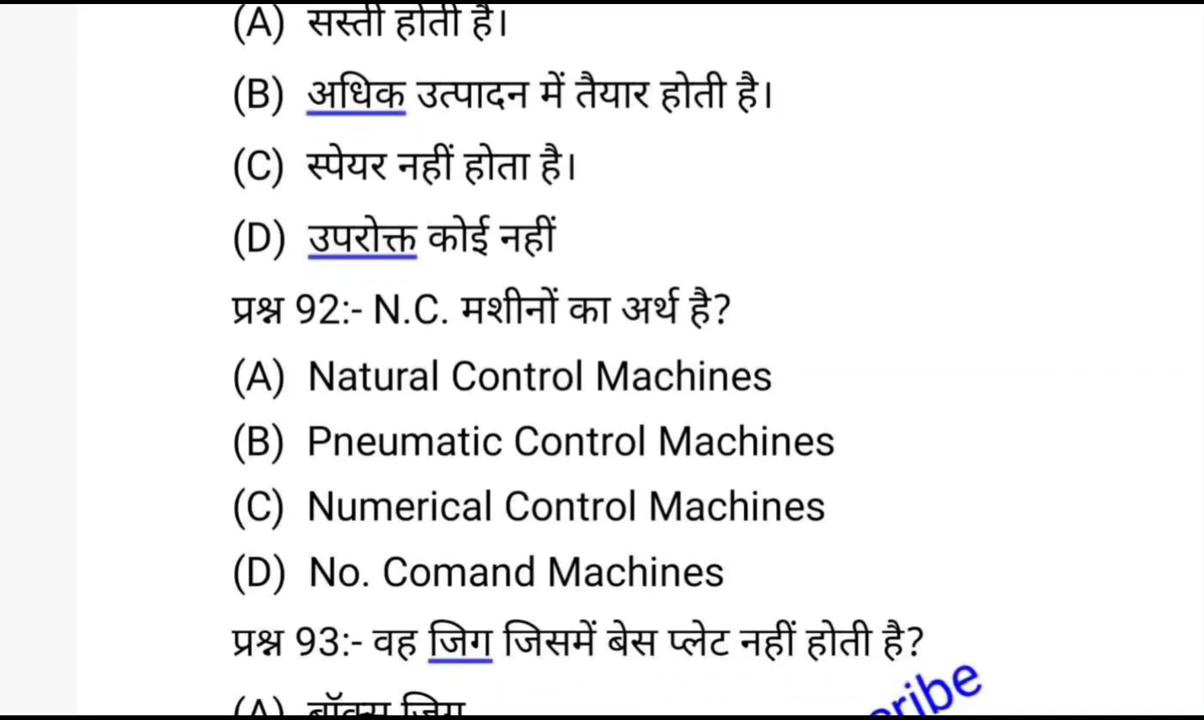 (A) सस्ती होती है।
(B) अधिक उत्पादन में तैयार होती है।
(C) स्पेयर नहीं होता है।
(D) उपरोक्त कोई नहीं
प्रश्न 92:- N.C. मशीनों का अर्थ है?
(A) Natural Control Machines
(B) Pneumatic Control Machines
(C) Numerical Control Machines
(D) No. Comand Machines
प्रश्न 93:- वह जिग जिसमें बेस प्लेट नहीं होती है?
(A) बॉक्स जिग